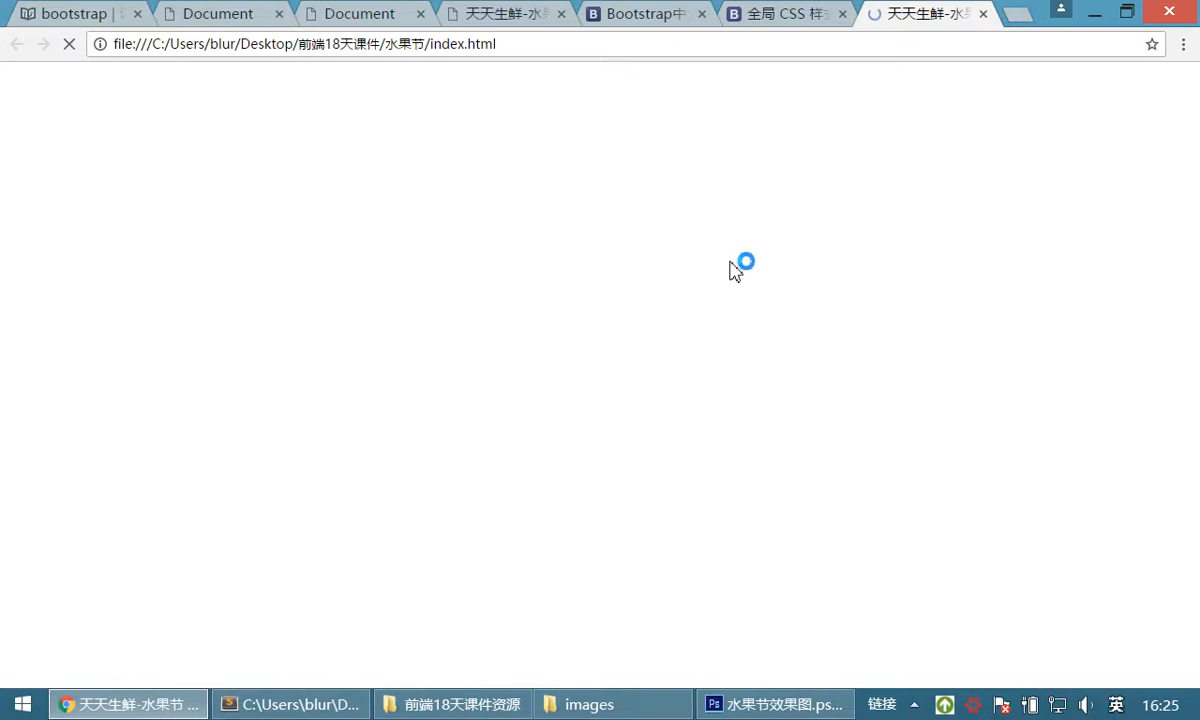 bootstrap |
Document
Document
天天生鲜-水
Bootstrap中
全局 CSS 样
天天生鲜-水
file:///C:/Users/blur/Desktop/前端18天课件/水果节/index.html
天天生鲜-水果节 ...
C:\Users\blur\D...
前端18天课件资源
images
水果节效果图.ps...
链接
英
16:25